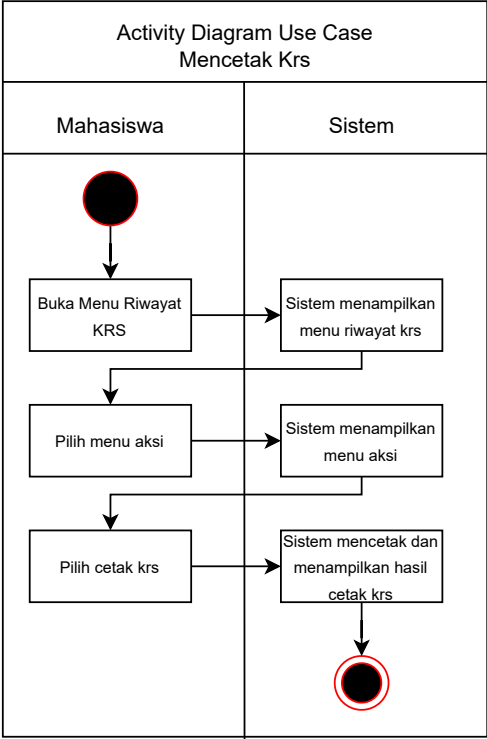 Activity Diagram Use Case
Mencetak Krs
Mahasiswa
Sistem
Buka Menu Riwayat
KRS
Sistem menampilkan
menu riwayat krs
Pilih menu aksi
Sistem menampilkan
menu aksi
Pilih cetak krs
Sistem mencetak dan
menampilkan hasil
cetak krs